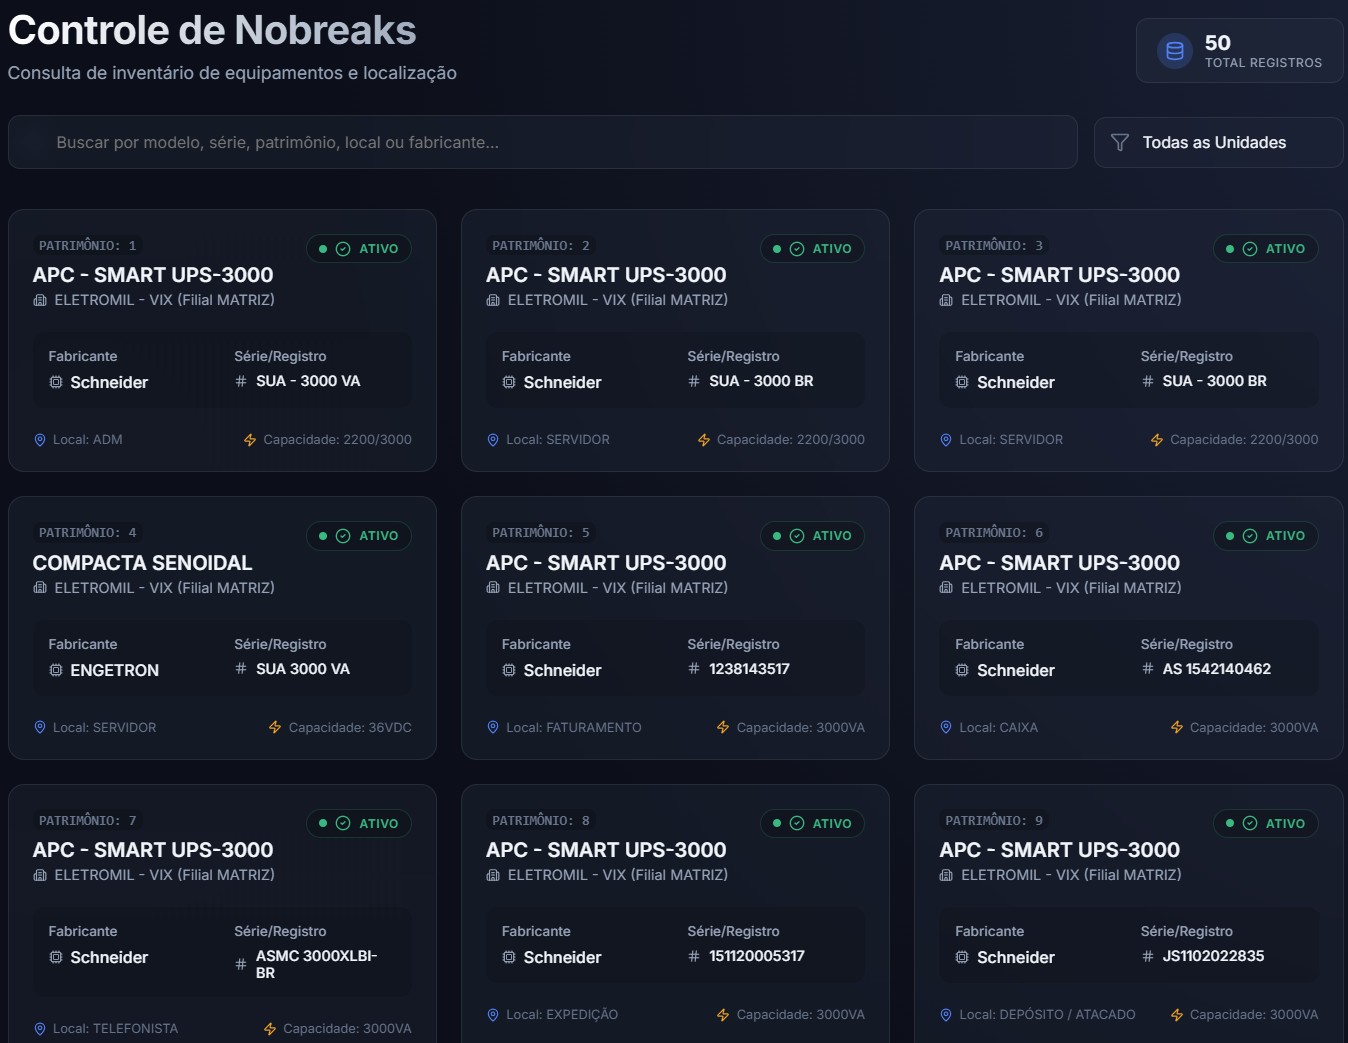 Controle de Nobreaks
Consulta de inventário de equipamentos e localização
50
TOTAL REGISTROS
Buscar por modelo, série, patrimônio, local ou fabricante...
Todas as Unidades
PATRIMÔNIO: 1
ATIVO
APC - SMART UPS-3000
ELETROMIL - VIX (Filial MATRIZ)
Fabricante
Série/Registro
Schneider
SUA - 3000 VA
Local: ADM
Capacidade: 2200/3000
PATRIMÔNIO: 2
ATIVO
APC - SMART UPS-3000
ELETROMIL - VIX (Filial MATRIZ)
Fabricante
Série/Registro
Schneider
SUA - 3000 BR
Local: SERVIDOR
Capacidade: 2200/3000
PATRIMÔNIO: 3
ATIVO
APC - SMART UPS-3000
ELETROMIL - VIX (Filial MATRIZ)
Fabricante
Série/Registro
Schneider
SUA - 3000 BR
Local: SERVIDOR
Capacidade: 2200/3000
PATRIMÔNIO: 4
ATIVO
COMPACTA SENOIDAL
ELETROMIL - VIX (Filial MATRIZ)
Fabricante
Série/Registro
ENGETRON
SUA 3000 VA
Local: SERVIDOR
Capacidade: 36VDC
PATRIMÔNIO: 5
ATIVO
APC - SMART UPS-3000
ELETROMIL - VIX (Filial MATRIZ)
Fabricante
Série/Registro
Schneider
1238143517
Local: FATURAMENTO
Capacidade: 3000VA
PATRIMÔNIO: 6
ATIVO
APC - SMART UPS-3000
ELETROMIL - VIX (Filial MATRIZ)
Fabricante
Série/Registro
Schneider
AS 1542140462
Local: CAIXA
Capacidade: 3000VA
PATRIMÔNIO: 7
ATIVO
APC - SMART UPS-3000
ELETROMIL - VIX (Filial MATRIZ)
Fabricante
Série/Registro
Schneider
ASMC 3000XLBI-
BR
Local: TELEFONISTA
Capacidade: 3000VA
PATRIMÔNIO: 8
ATIVO
APC - SMART UPS-3000
ELETROMIL - VIX (Filial MATRIZ)
Fabricante
Série/Registro
Schneider
151120005317
Local: EXPEDIÇÃO
Capacidade: 3000VA
PATRIMÔNIO: 9
ATIVO
APC - SMART UPS-3000
ELETROMIL - VIX (Filial MATRIZ)
Fabricante
Série/Registro
Schneider
JS1102022835
Local: DEPÓSITO / ATACADO
Capacidade: 3000VA